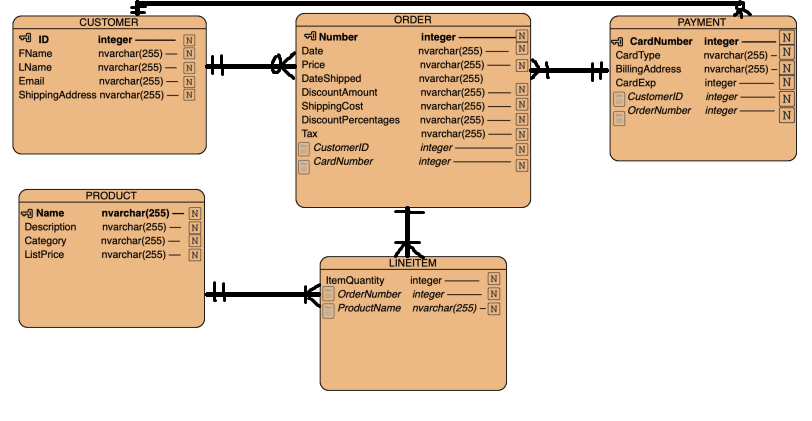 CUSTOMER
ID integer N
FName nvarchar(255) N
LName nvarchar(255) N
Email nvarchar(255) N
ShippingAddress nvarchar(255) N
ORDER
Number integer N
Date nvarchar(255) N
Price nvarchar(255) N
DateShipped nvarchar(255)
DiscountAmount nvarchar(255) N
ShippingCost nvarchar(255) N
DiscountPercentages nvarchar(255) N
Tax nvarchar(255) N
CustomerID integer N
CardNumber integer N
PAYMENT
CardNumber integer N
CardType nvarchar(255) N
BillingAddress nvarchar(255) N
CardExp integer N
CustomerID integer N
OrderNumber integer N
PRODUCT
Name nvarchar(255) N
Description nvarchar(255) N
Category nvarchar(255) N
ListPrice nvarchar(255) N
LINEITEM
ItemQuantity integer N
OrderNumber integer N
ProductName nvarchar(255) N